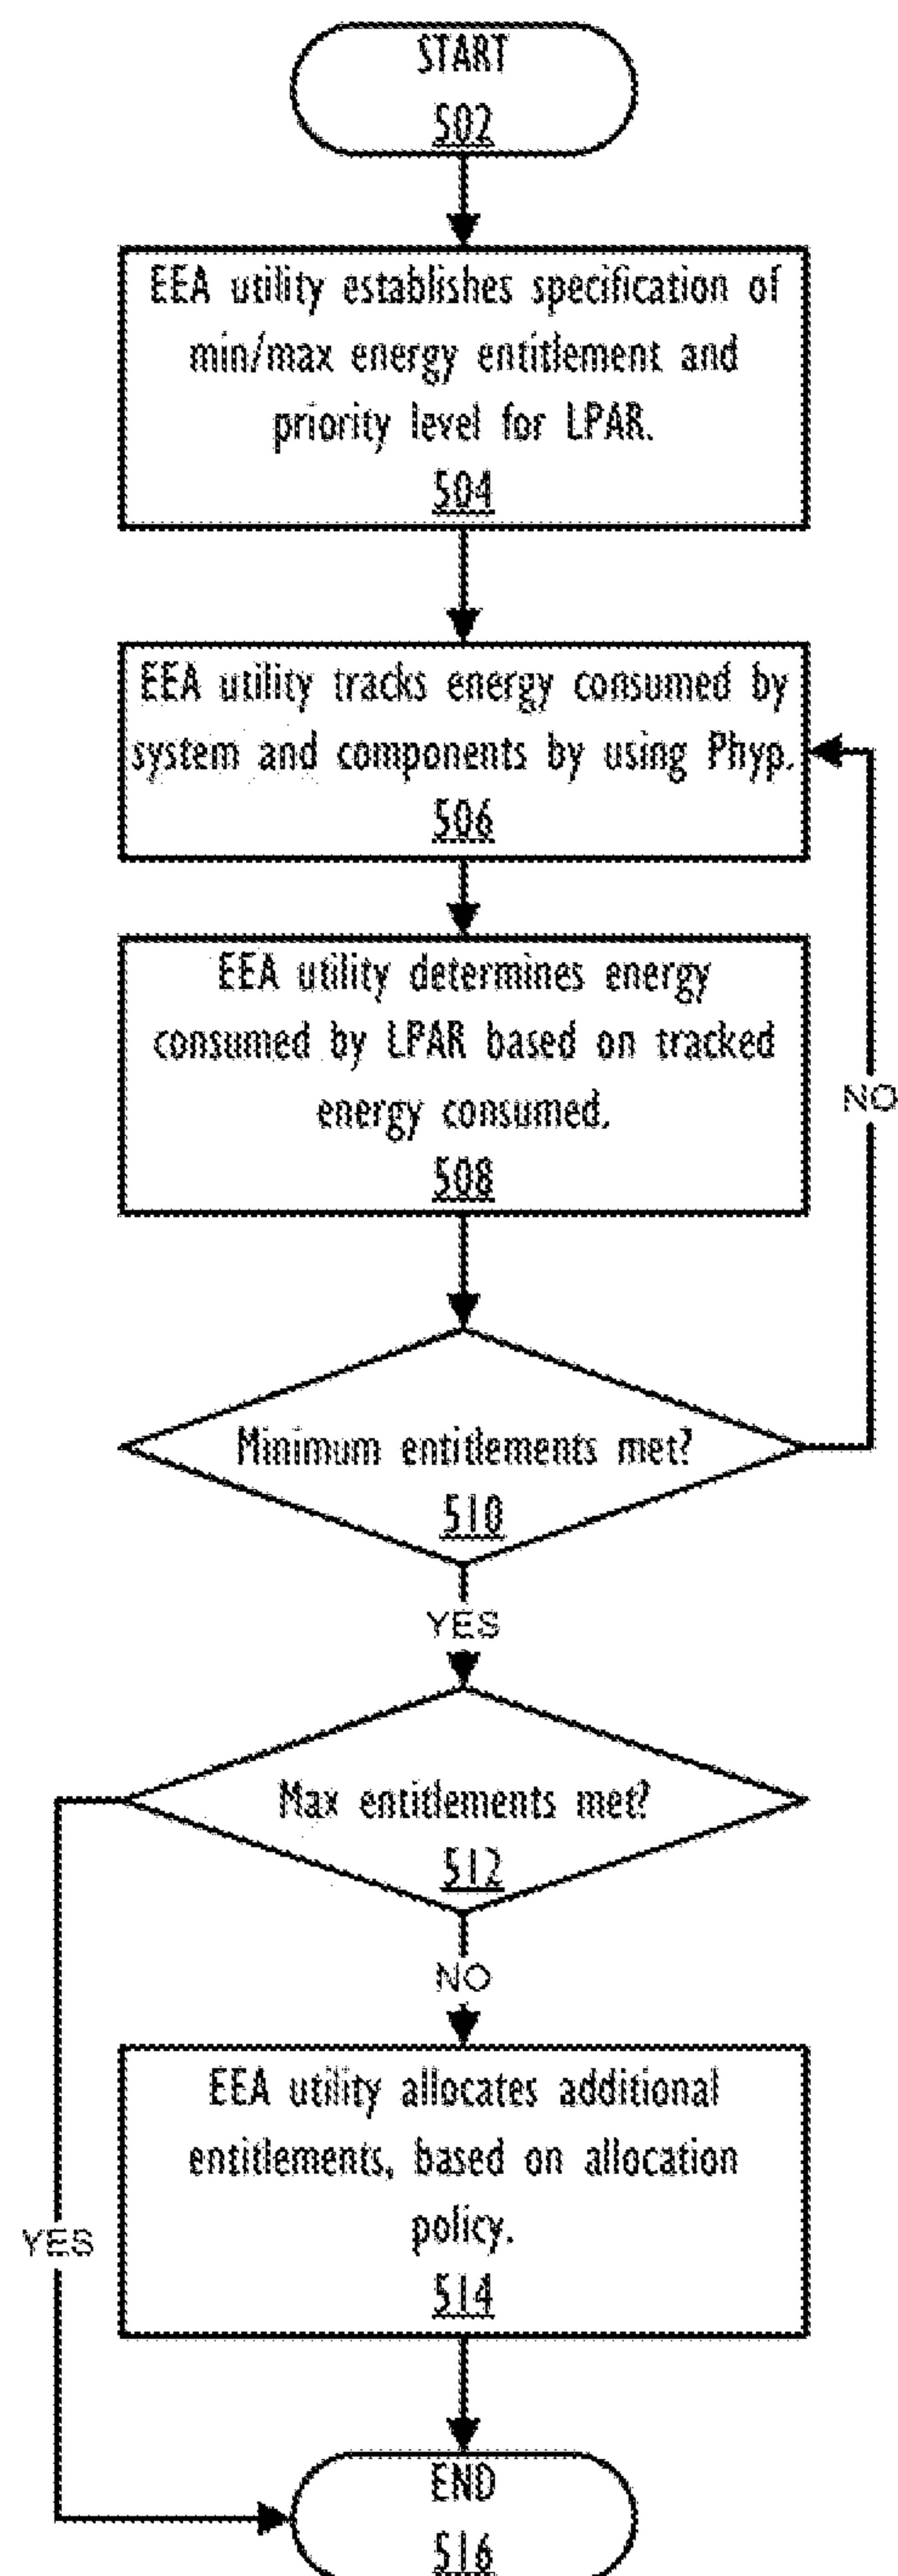 START
502
EEA utility establishes specification of
min/max energy entitlement and
priority level for LPAR.
504
EEA utility tracks energy consumed by
system and components by using Phyp.
506
EEA utility determines energy
consumed by LPAR based on tracked
energy consumed.
508
NO
Minimum entitlements met?
510
YES
Max entitlements met?
512
NO
EEA utility allocates additional
entitlements, based on allocation
policy.
514
YES
END
516